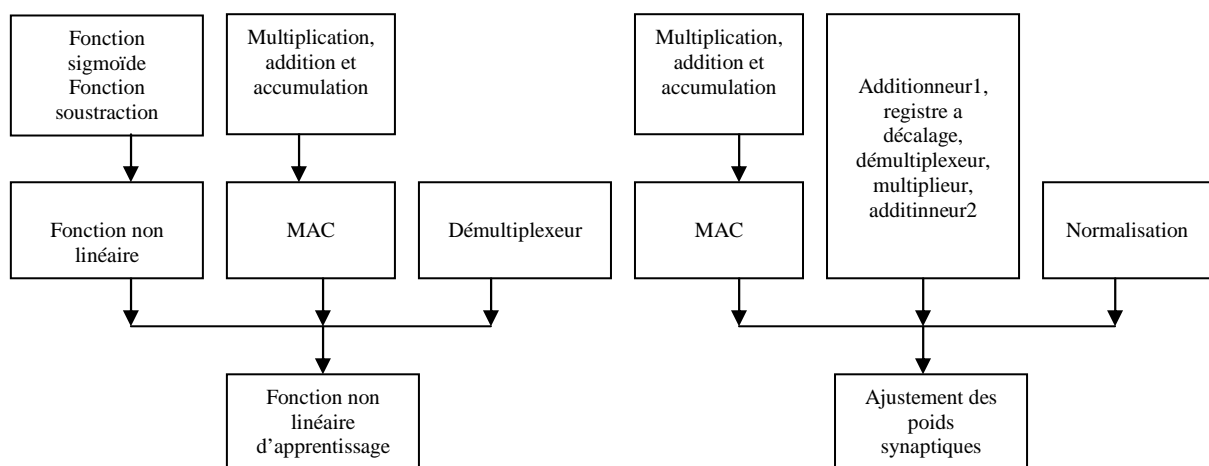 Fonction
sigmoïde
Fonction
soustraction
Multiplication,
addition et
accumulation
Multiplication,
addition et
accumulation
Additionneur1,
registre a
décalage,
démultiplexeur,
multiplieur,
additinneur2
Fonction non
linéaire
MAC
Démultiplexeur
MAC
Normalisation
Fonction non
linéaire
d'apprentissage
Ajustement des
poids
synaptiques